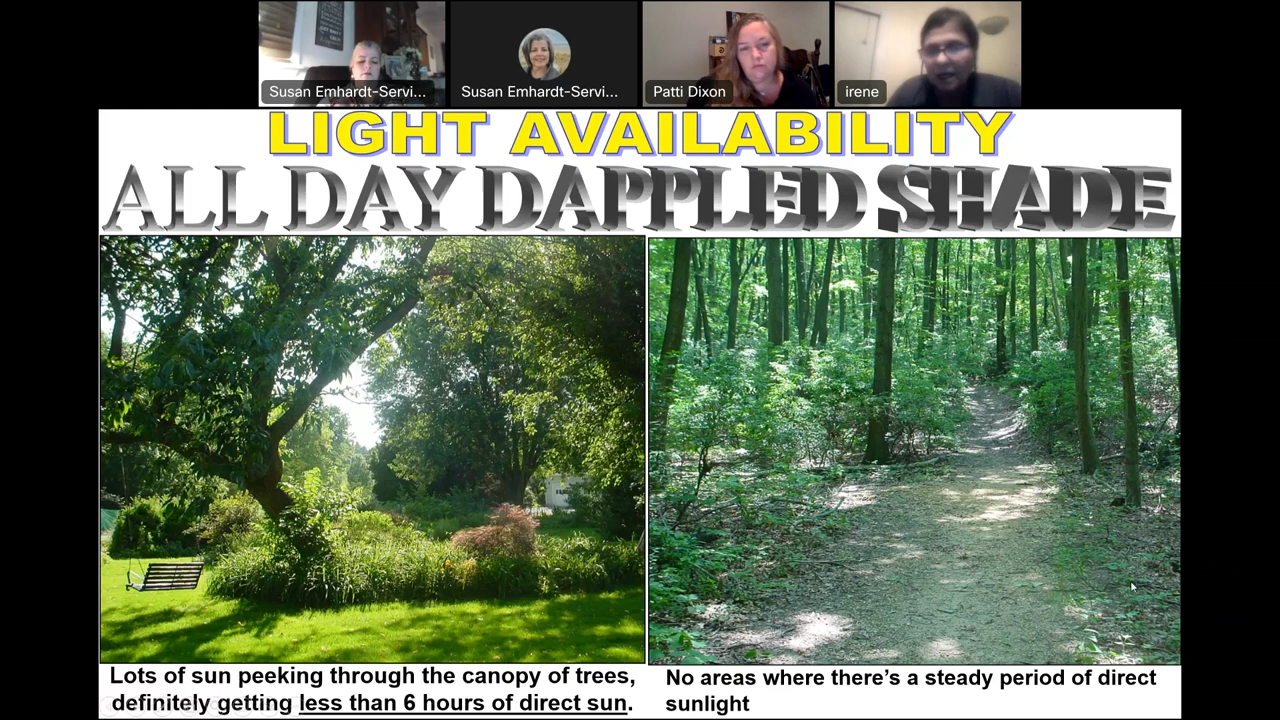 Susan Emhardt-Servi...
Susan Emhardt-Servi...
Patti Dixon
irene
LIGHT AVAILABILITY
ALL DAY DAPPLED SHADE
Lots of sun peeking through the canopy of trees,
definitely getting less than 6 hours of direct sun.
No areas where there's a steady period of direct
sunlight